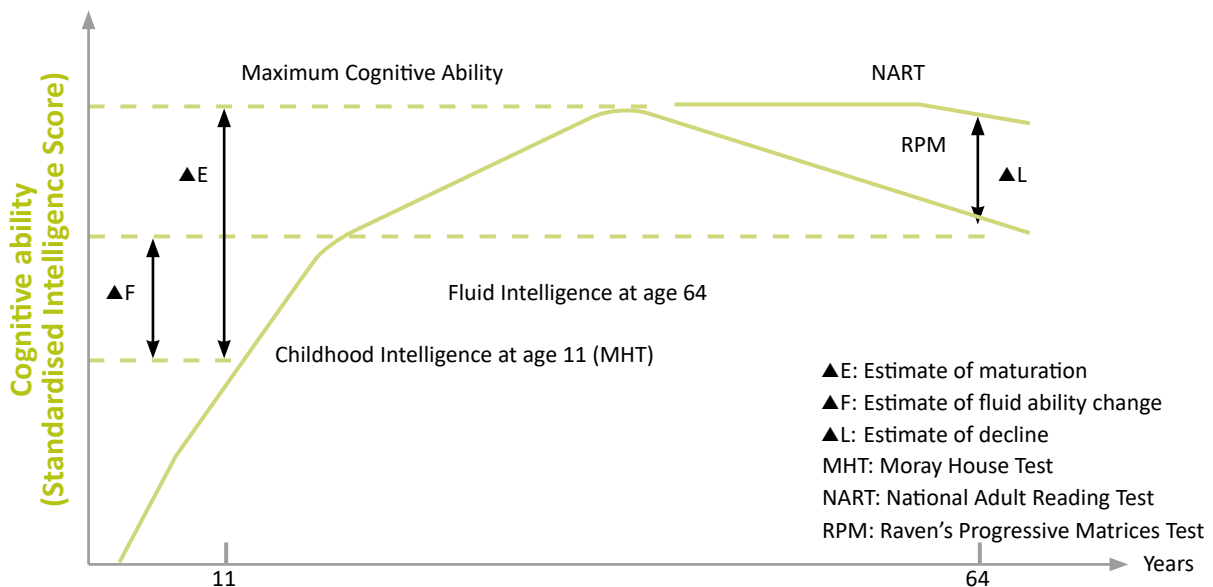 Cognitive ability
(Standardised Intelligence Score)
Maximum Cognitive Ability
NART
▲E
RPM
▲L
▲F
Fluid Intelligence at age 64
Childhood Intelligence at age 11 (MHT)
▲E: Estimate of maturation
▲F: Estimate of fluid ability change
▲L: Estimate of decline
MHT: Moray House Test
NART: National Adult Reading Test
RPM: Raven’s Progressive Matrices Test
11
64
Years